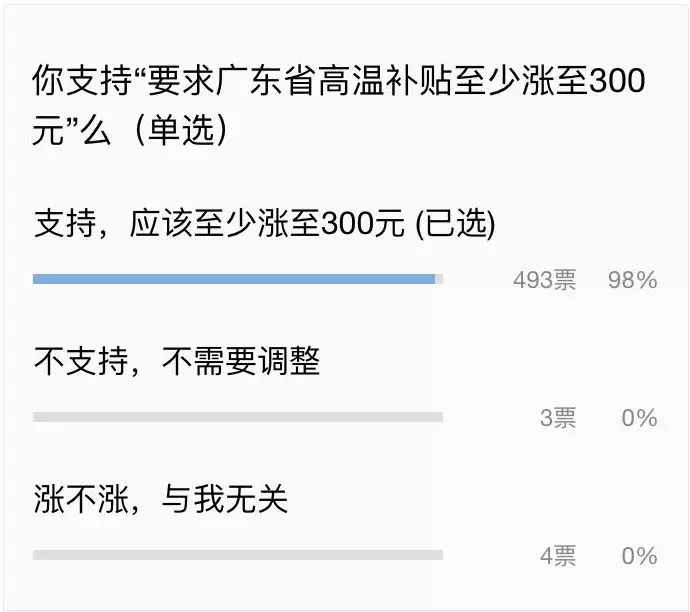 你支持“要求广东省高温补贴至少涨至300
元”么（单选）
支持，应该至少涨至300元 (已选)
493票 98%
不支持，不需要调整
3票 0%
涨不涨，与我无关
4票 0%